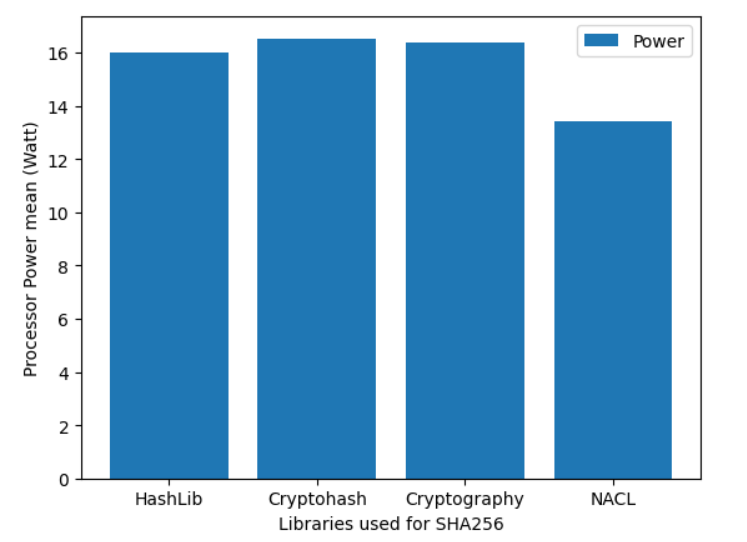 Power
Processor Power mean (Watt)
16
14
12
10
8
6
4
2
0
HashLib Cryptohash Cryptography NACL
Libraries used for SHA256